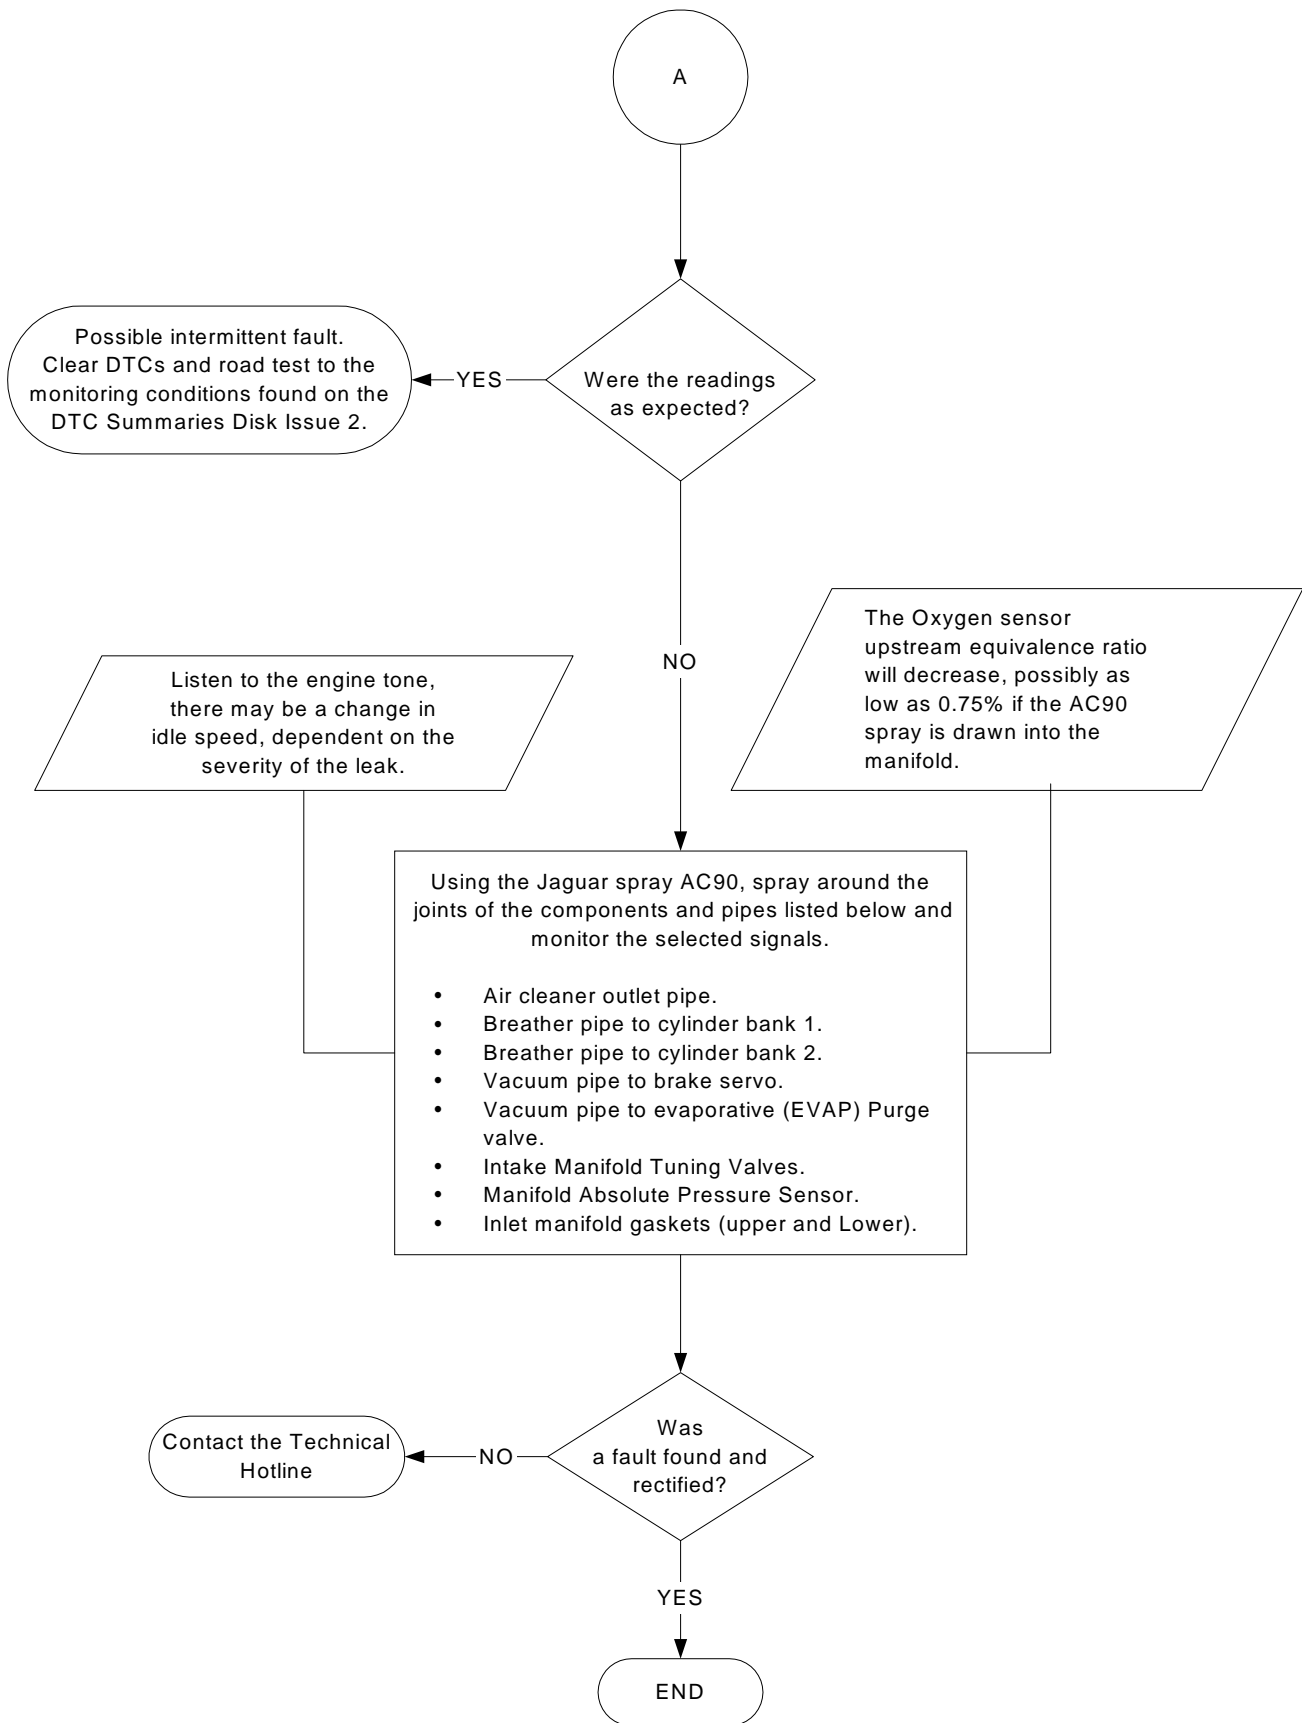 A
Were the readings
as expected?
YES
Possible intermittent fault.
Clear DTCs and road test to the
monitoring conditions found on the
DTC Summaries Disk Issue 2.
NO
Listen to the engine tone,
there may be a change in
idle speed, dependent on the
severity of the leak.
The Oxygen sensor
upstream equivalence ratio
will decrease, possibly as
low as 0.75% if the AC90
spray is drawn into the
manifold.
Using the Jaguar spray AC90, spray around the
joints of the components and pipes listed below and
monitor the selected signals.
• Air cleaner outlet pipe.
• Breather pipe to cylinder bank 1.
• Breather pipe to cylinder bank 2.
• Vacuum pipe to brake servo.
• Vacuum pipe to evaporative (EVAP) Purge
valve.
• Intake Manifold Tuning Valves.
• Manifold Absolute Pressure Sensor.
• Inlet manifold gaskets (upper and Lower).
Was
a fault found and
rectified?
NO
Contact the Technical
Hotline
YES
END